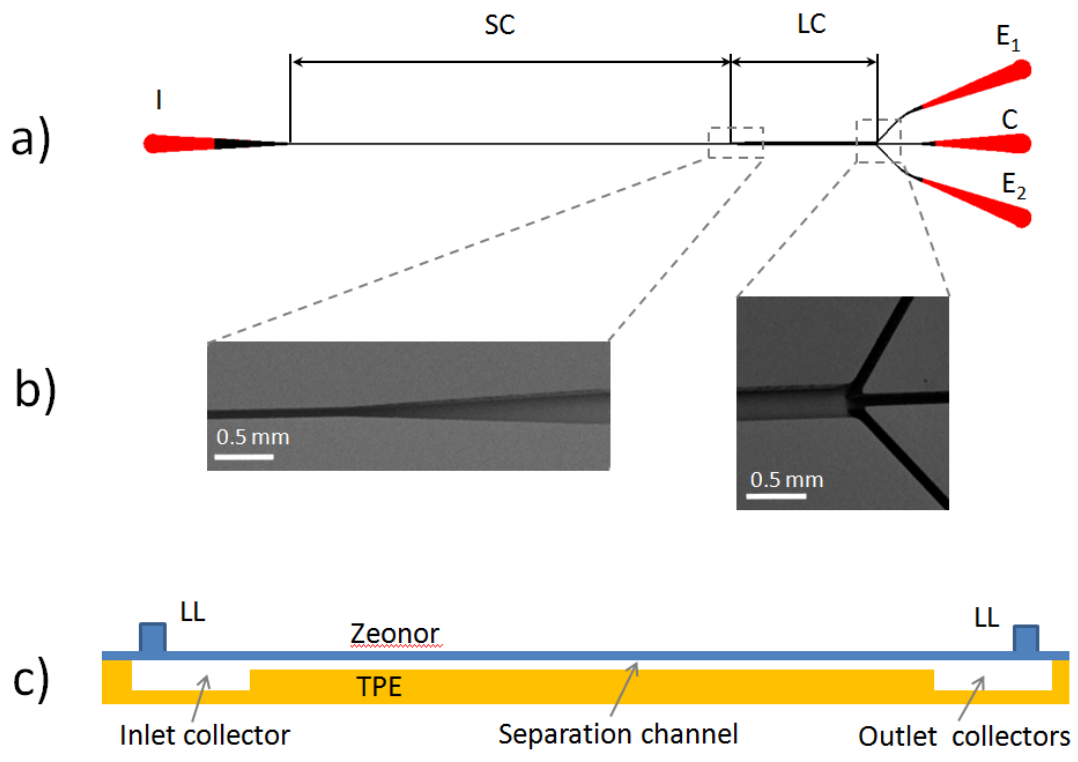 SC
LC
E1
I
C
a)
E2
b)
0.5 mm
0.5 mm
LL
LL
Zeonor
c)
TPE
Inlet collector
Separation channel
Outlet collectors